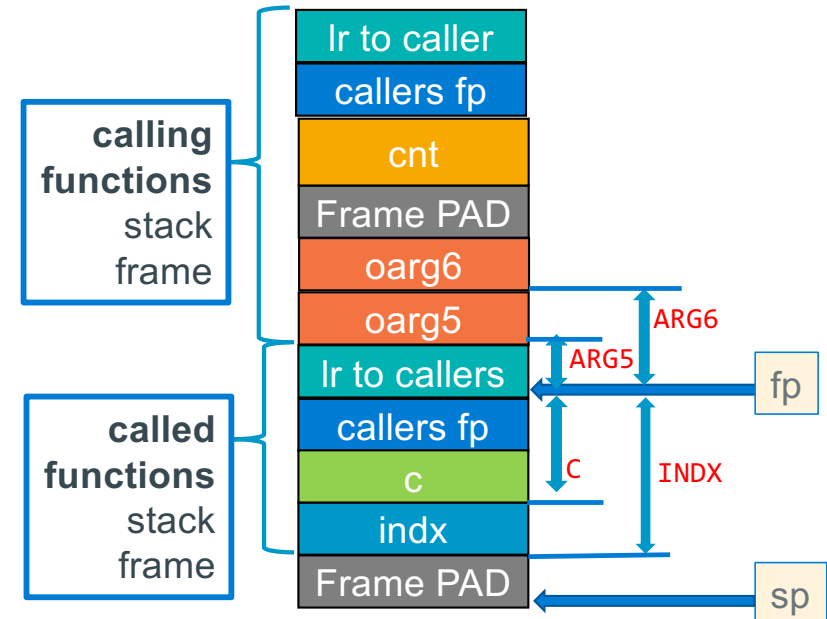 lr to caller
callers fp
calling
functions
stack
frame
cnt
Frame PAD
oarg6
oarg5
ARG6
ARG5
lr to callers
fp
callers fp
called
functions
stack
frame
c
C
INDX
indx
Frame PAD
sp